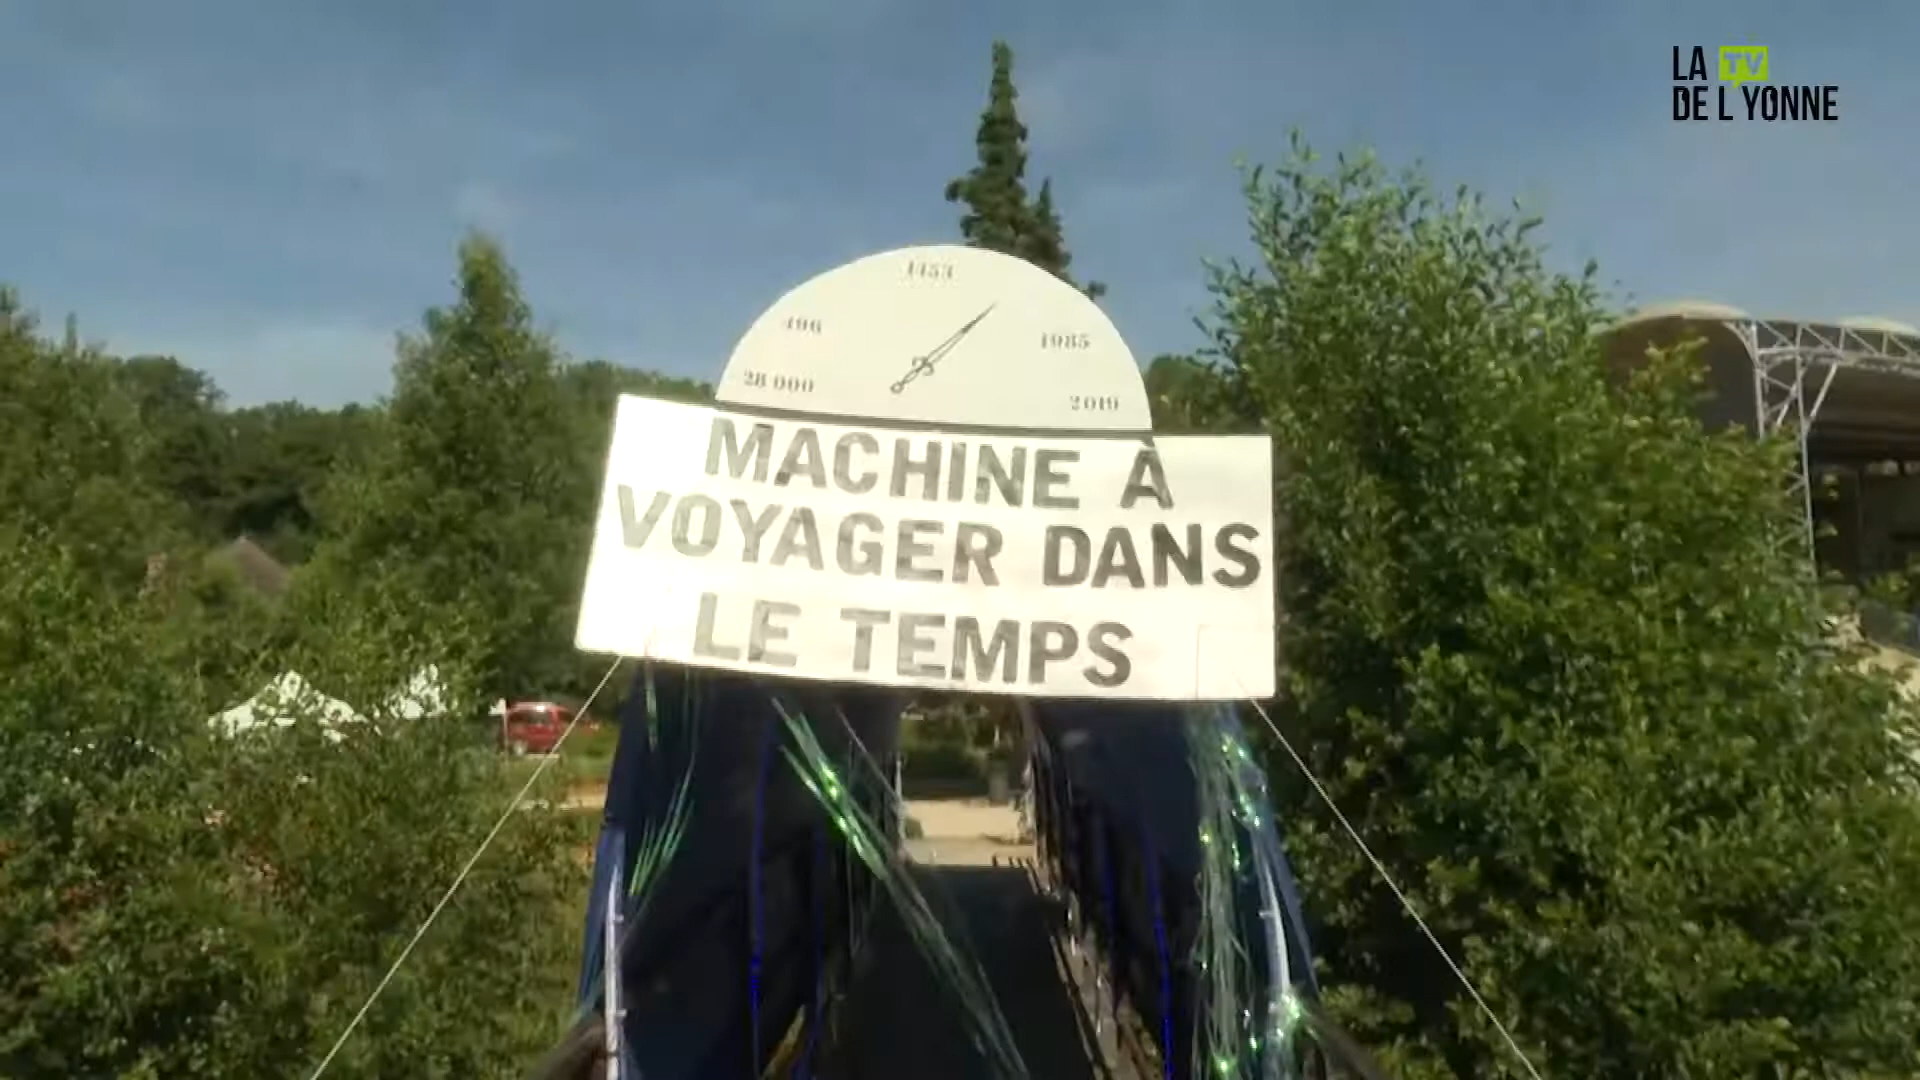 LA TV
DE L'YONNE
1453
496
1985
28 000
2019
MACHINE À
VOYAGER DANS
LE TEMPS